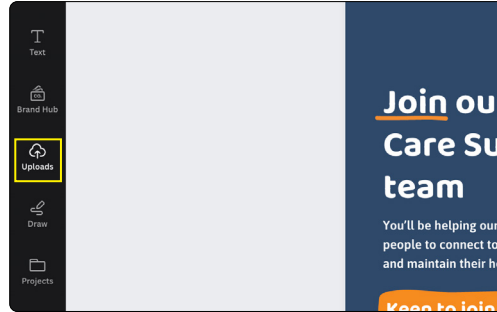 Text
Brand Hub
Uploads
Draw
Projects
Join ou
Care Su
team
You'll be helping our
people to connect to
and maintain their h
Keen to join